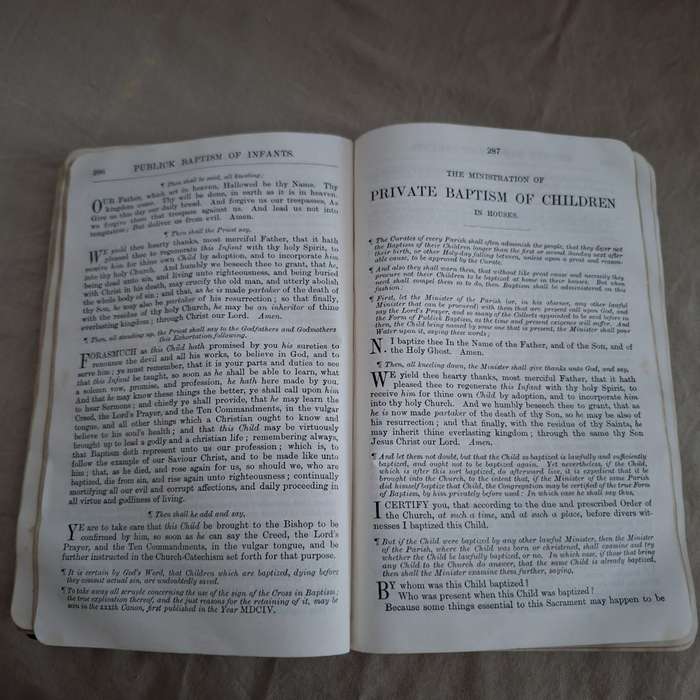 286
PUBLICK BAPTISM OF INFANTS.
¶ Then shall be said, all kneeling,
OUR Father, which art in heaven, Hallowed be thy Name. Thy
kingdom come. Thy will be done, in earth as it is in heaven.
Give us this day our daily bread. And forgive us our trespasses, As
we forgive them that trespass against us. And lead us not into
temptation; But deliver us from evil. Amen.
¶ Then shall the Priest say,
WE yield thee hearty thanks, most merciful Father, that it hath
pleased thee to regenerate this Infant with thy holy Spirit, to
receive him for thine own Child by adoption, and to incorporate him
into thy holy Church. And humbly we beseech thee to grant, that he,
being dead unto sin, and living unto righteousness, and being buried
with Christ in his death, may crucify the old man, and utterly abolish
the whole body of sin; and that, as he is made partaker of the death of
thy Son, he may also be partaker of his resurrection; so that finally,
with the residue of thy holy Church, he may be an inheritor of thine
everlasting kingdom; through Christ our Lord. Amen.
¶ Then, all standing up, the Priest shall say to the Godfathers and Godmothers
this Exhortation following.
FORASMUCH as this Child hath promised by you his sureties to
renounce the devil and all his works, to believe in God, and to
serve him; ye must remember, that it is your parts and duties to see
that this Infant be taught, so soon as he shall be able to learn, what
a solemn vow, promise, and profession, he hath here made by you.
And that he may know these things the better, ye shall call upon him
to hear Sermons; and chiefly ye shall provide, that he may learn the
Creed, the Lord's Prayer, and the Ten Commandments, in the vulgar
tongue, and all other things which a Christian ought to know and
believe to his soul's health; and that this Child may be virtuously
brought up to lead a godly and a christian life; remembering always,
that Baptism doth represent unto us our profession; which is, to
follow the example of our Saviour Christ, and to be made like unto
him; that, as he died, and rose again for us, so should we, who are
baptized, die from sin, and rise again unto righteousness; continually
mortifying all our evil and corrupt affections, and daily proceeding in
all virtue and godliness of living.
¶ Then shall he add and say,
YE are to take care that this Child be brought to the Bishop to be
confirmed by him, so soon as he can say the Creed, the Lord's
Prayer, and the Ten Commandments, in the vulgar tongue, and be
further instructed in the Church-Catechism set forth for that purpose.
¶ It is certain by God's Word, that Children which are baptized, dying before
they commit actual sin, are undoubtedly saved.
¶ To take away all scruple concerning the use of the sign of the Cross in Baptism;
the true explication thereof, and the just reasons for the retaining of it, may be
seen in the xxxth Canon, first published in the Year MDCIV.
287
THE MINISTRATION OF
PRIVATE BAPTISM OF CHILDREN
IN HOUSES.
¶ The Curates of every Parish shall often admonish the people, that they defer not
the Baptism of their Children longer than the first or second Sunday next after
their birth, or other Holy-day falling between, unless upon a great and reason-
able cause, to be approved by the Curate.
¶ And also they shall warn them, that without like great cause and necessity they
procure not their Children to be baptized at home in their houses. But when
need shall compel them so to do, then Baptism shall be administered on this
fashion:
¶ First, let the Minister of the Parish (or, in his absence, any other lawful
Minister that can be procured) with them that are present call upon God, and
say the Lord's Prayer, and so many of the Collects appointed to be said before in
the Form of Publick Baptism, as the time and present exigence will suffer. And
then, the Child being named by some one that is present, the Minister shall pour
Water upon it, saying these words;
N. I baptize thee In the Name of the Father, and of the Son, and of
the Holy Ghost. Amen.
¶ Then, all kneeling down, the Minister shall give thanks unto God, and say,
WE yield thee hearty thanks, most merciful Father, that it hath
pleased thee to regenerate this Infant with thy holy Spirit, to
receive him for thine own Child by adoption, and to incorporate him
into thy holy Church. And we humbly beseech thee to grant, that as
he is now made partaker of the death of thy Son, so he may be also of
his resurrection; and that finally, with the residue of thy Saints, he
may inherit thine everlasting kingdom; through the same thy Son
Jesus Christ our Lord. Amen.
¶ And let them not doubt, but that the Child so baptized is lawfully and sufficiently
baptized, and ought not to be baptized again. Yet nevertheless, if the Child,
which is after this sort baptized, do afterward live, it is expedient that it be
brought into the Church, to the intent that, if the Minister of the same Parish
did himself baptize that Child, the Congregation may be certified of the true Form
of Baptism, by him privately before used: In which case he shall say thus,
I CERTIFY you, that according to the due and prescribed Order of
the Church, at such a time, and at such a place, before divers wit-
nesses I baptized this Child.
¶ But if the Child were baptized by any other lawful Minister, then the Minister
of the Parish, where the Child was born or christned, shall examine and try
whether the Child be lawfully baptized, or no. In which case, if those that bring
any Child to the Church do answer, that the same Child is already baptized,
then shall the Minister examine them further, saying,
BY whom was this Child baptized?
Who was present when this Child was baptized?
Because some things essential to this Sacrament may happen to be